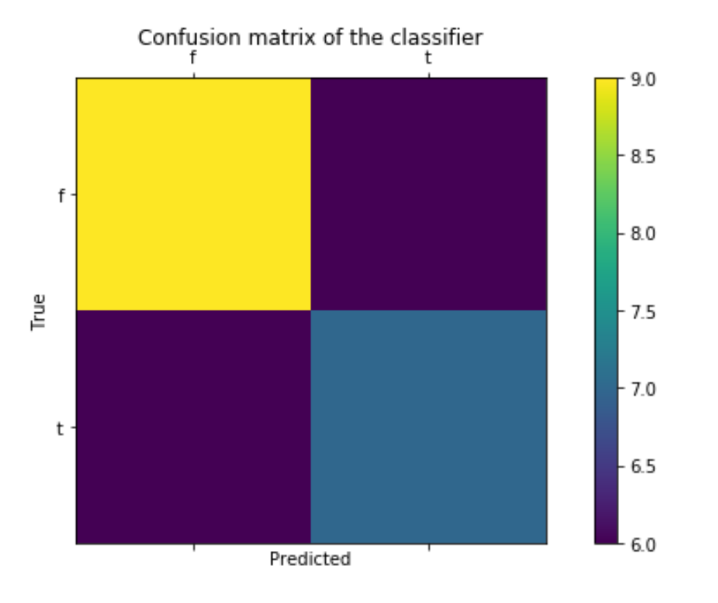 Confusion matrix of the classifier
f t
f
t
True
Predicted
9.0
8.5
8.0
7.5
7.0
6.5
6.0